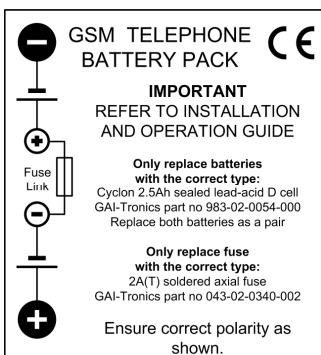 GSM TELEPHONE
BATTERY PACK
CE
IMPORTANT
REFER TO INSTALLATION
AND OPERATION GUIDE
Fuse
Link
Only replace batteries
with the correct type:
Cyclon 2.5Ah sealed lead-acid D cell
GAI-Tronics part no 983-02-0054-000
Replace both batteries as a pair
Only replace fuse
with the correct type:
2A(T) soldered axial fuse
GAI-Tronics part no 043-02-0340-002
Ensure correct polarity as
shown.